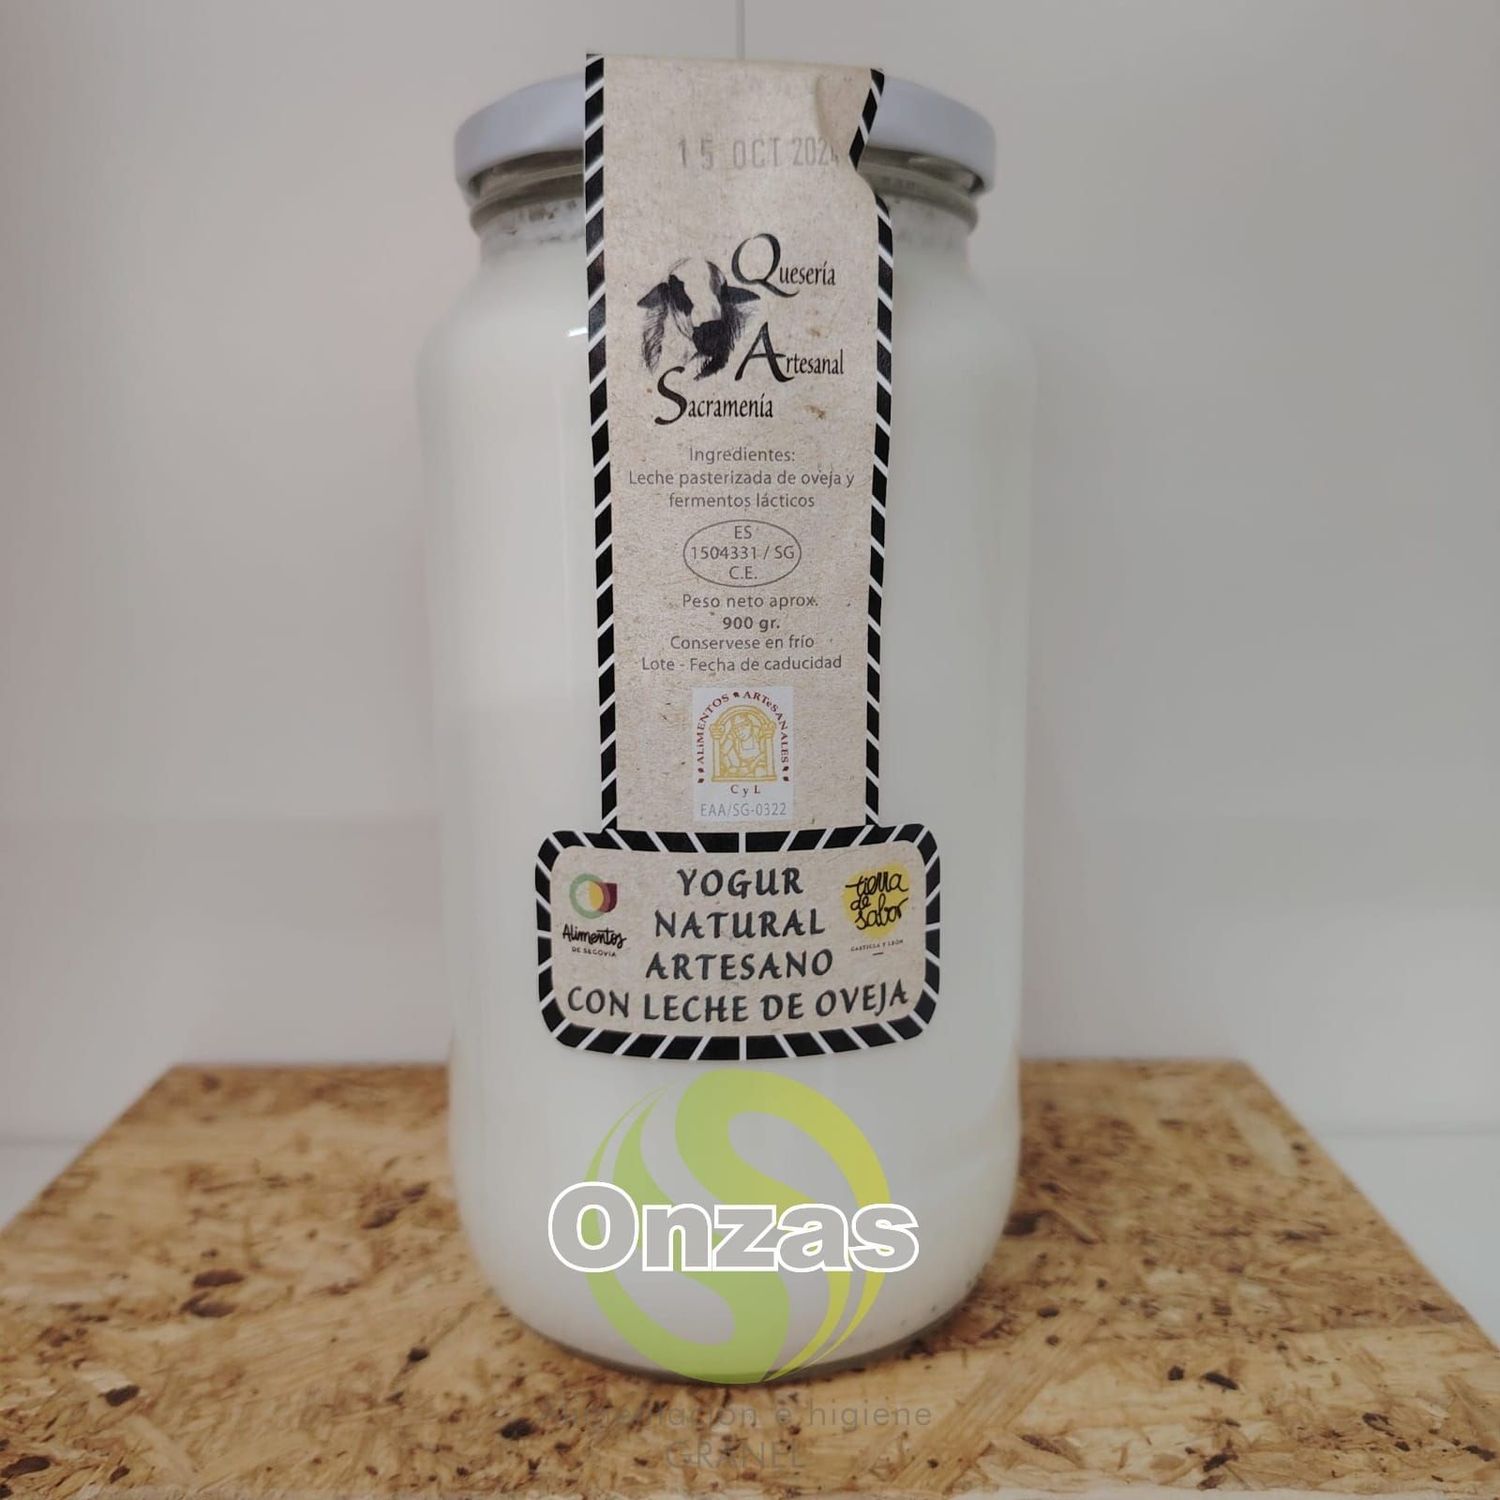 15 OCT 2024
Quesería
Artesanal
Sacramenía
Ingredientes:
Leche pasterizada de oveja y
fermentos lácticos
ES
1504331 / SG
C.E.
Peso neto aprox.
900 gr.
Conservese en frío
Lote - Fecha de caducidad
ALiMENTOS ARTeSANALES
CyL
EAA/SG-0322
YOGUR
NATURAL
ARTESANO
CON LECHE DE OVEJA
Alimentos
DE SEGOVIA
tierra
de
sabor
CASTILLA Y LEÓN
Onzas
Alimentación e higiene
GRANEL